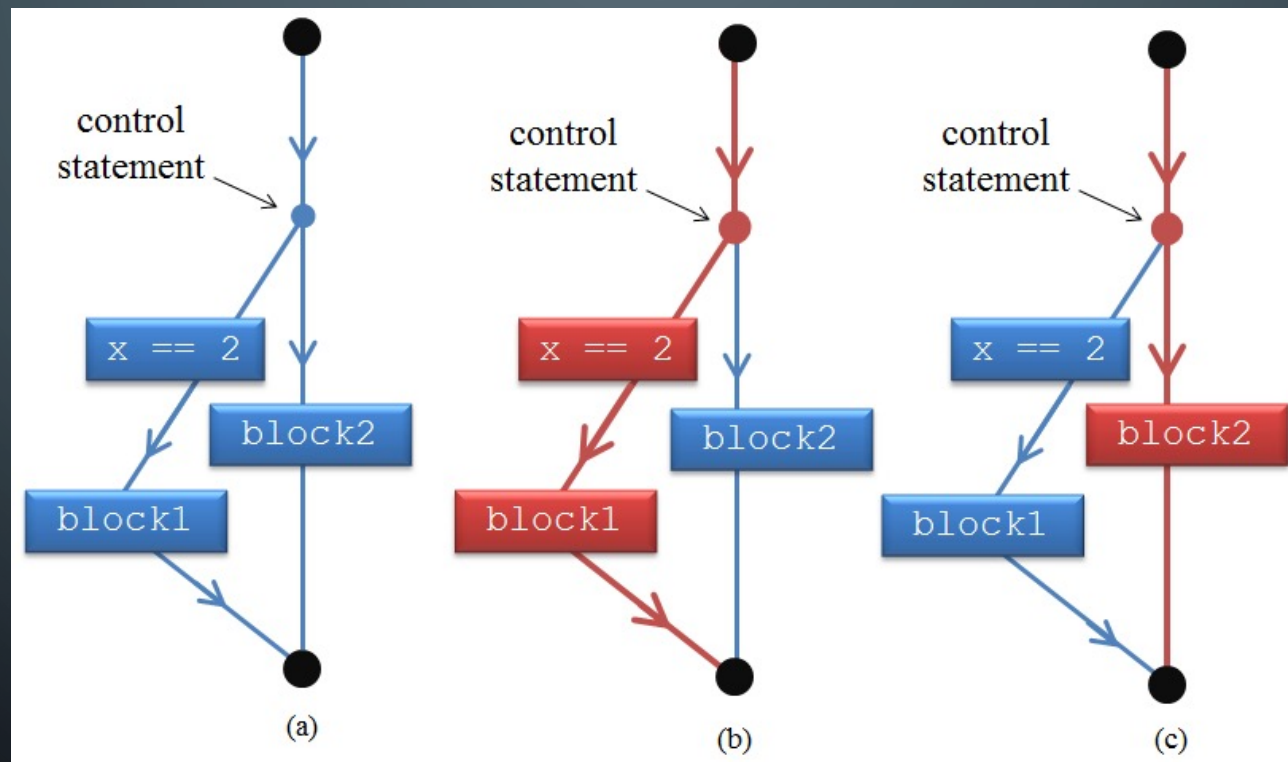 control
statement
x == 2
block2
block1
(a)
control
statement
x == 2
block2
block1
(b)
control
statement
x == 2
block2
block1
(c)